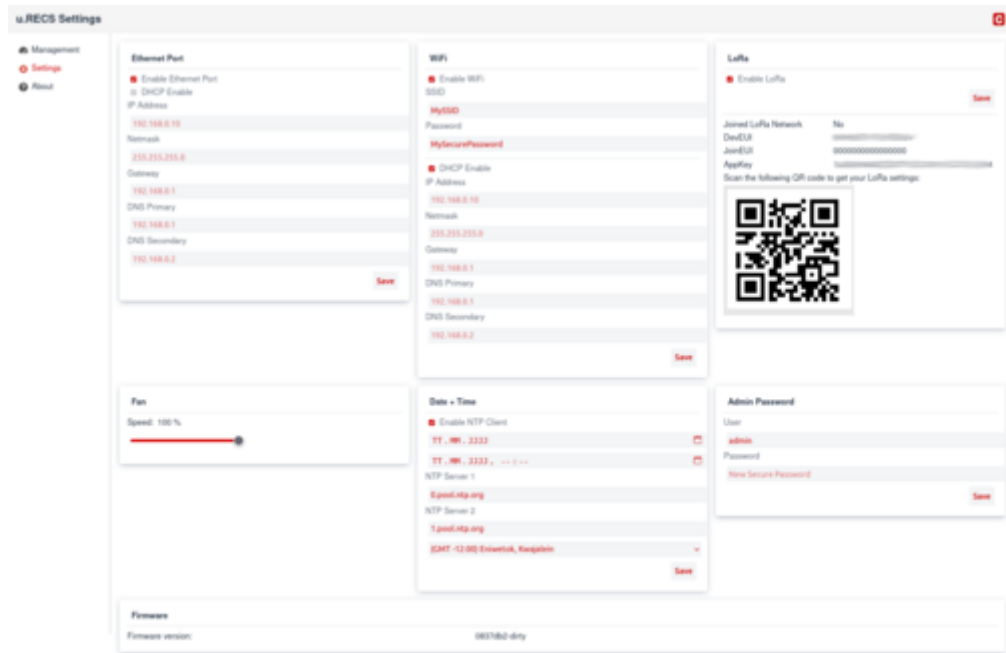 u.RECS Settings
Management
Settings
About
Ethernet Port
Enable Ethernet Port
DHCP Enable
IP Address
192.168.0.10
Netmask
255.255.255.0
Gateway
192.168.0.1
DNS Primary
192.168.0.1
DNS Secondary
192.168.0.2
Save
WiFi
Enable WiFi
SSID
MySSID
Password
MySecurePassword
DHCP Enable
IP Address
192.168.0.10
Netmask
255.255.255.0
Gateway
192.168.0.1
DNS Primary
192.168.0.1
DNS Secondary
192.168.0.2
Save
LoRa
Enable LoRa
Save
Joined LoRa Network No
DevEUI
JoinEUI 0000000000000000
AppKey
Scan the following QR code to get your LoRa settings:
Fan
Speed: 100 %
Date + Time
Enable NTP Client
TT.MM.JJJJ
TT.MM.JJJJ, --:--
NTP Server 1
0.pool.ntp.org
NTP Server 2
1.pool.ntp.org
(GMT -12:00) Eniwetok, Kwajalein
Save
Admin Password
User
admin
Password
New Secure Password
Save
Firmware
Firmware version: 0837db2-dirty